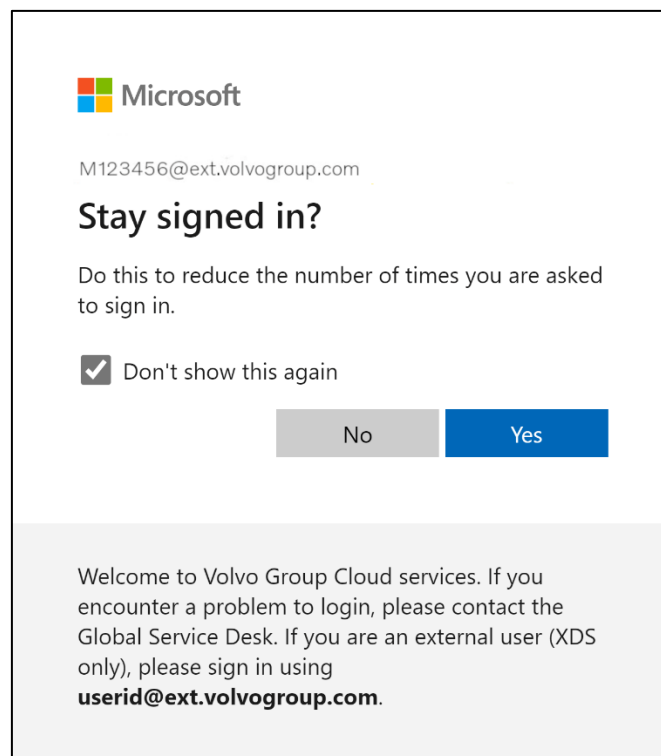 Microsoft
M123456@ext.volvogroup.com
Stay signed in?
Do this to reduce the number of times you are asked
to sign in.
Don't show this again
No
Yes
Welcome to Volvo Group Cloud services. If you
encounter a problem to login, please contact the
Global Service Desk. If you are an external user (XDS
only), please sign in using
userid@ext.volvogroup.com.